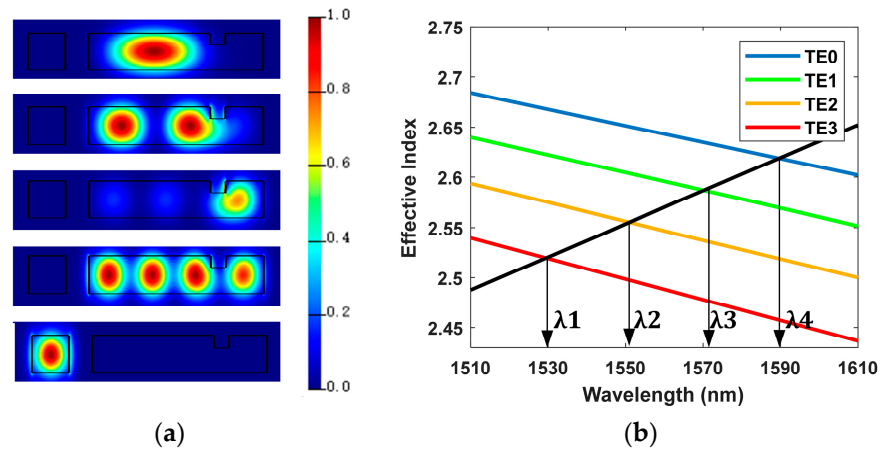 1.0
0.8
0.6
0.4
0.2
0.0
(a)
TE0
TE1
TE2
TE3
2.75
2.7
2.65
2.6
2.55
2.5
2.45
Effective Index
λ1
λ2
λ3
λ4
1510
1530
1550
1570
1590
1610
Wavelength (nm)
(b)